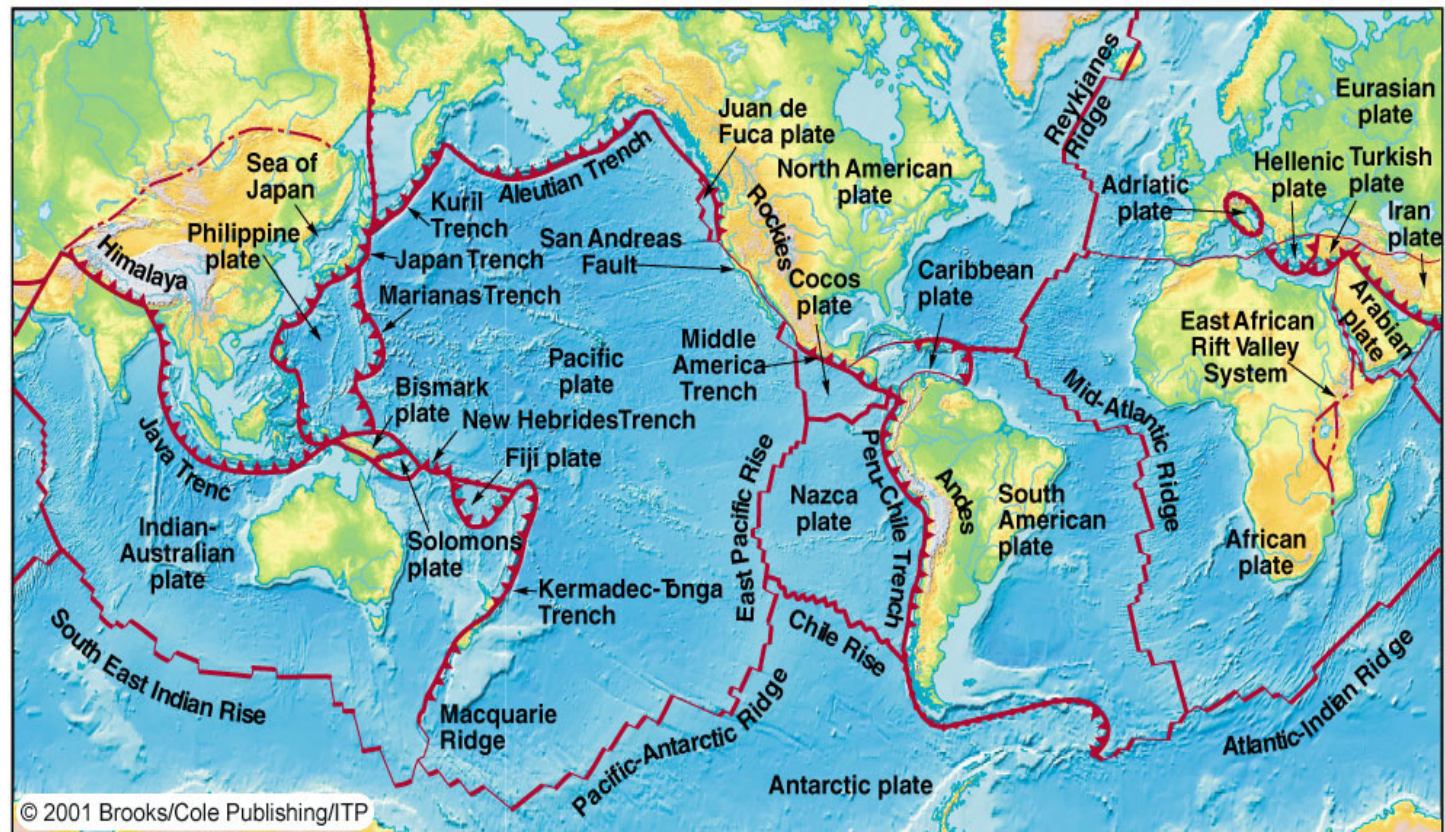 Reykjanes
Ridge
Eurasian
plate
Juan de
Fuca plate
North American
plate
Hellenic
plate
Turkish
plate
Adriatic
plate
Iran
plate
Sea of
Japan
Aleutian Trench
Kuril
Trench
Rockies
Philippine
plate
San Andreas
Fault
Himalaya
Japan Trench
Cocos
plate
Caribbean
plate
Marianas Trench
Arabian
plate
East African
Rift Valley
System
Middle
America
Trench
Pacific
plate
Bismark
plate
New Hebrides Trench
Mid-Atlantic Ridge
Java Trenc
Fiji plate
Peru-Chile Trench
East Pacific Rise
Nazca
plate
Andes
South
American
plate
Indian-
Australian
plate
Solomons
plate
African
plate
Kermadec-Tonga
Trench
Chile Rise
South East Indian Rise
Macquarie
Ridge
Pacific-Antarctic Ridge
Atlantic-Indian Ridge
Antarctic plate
© 2001 Brooks/Cole Publishing/ITP